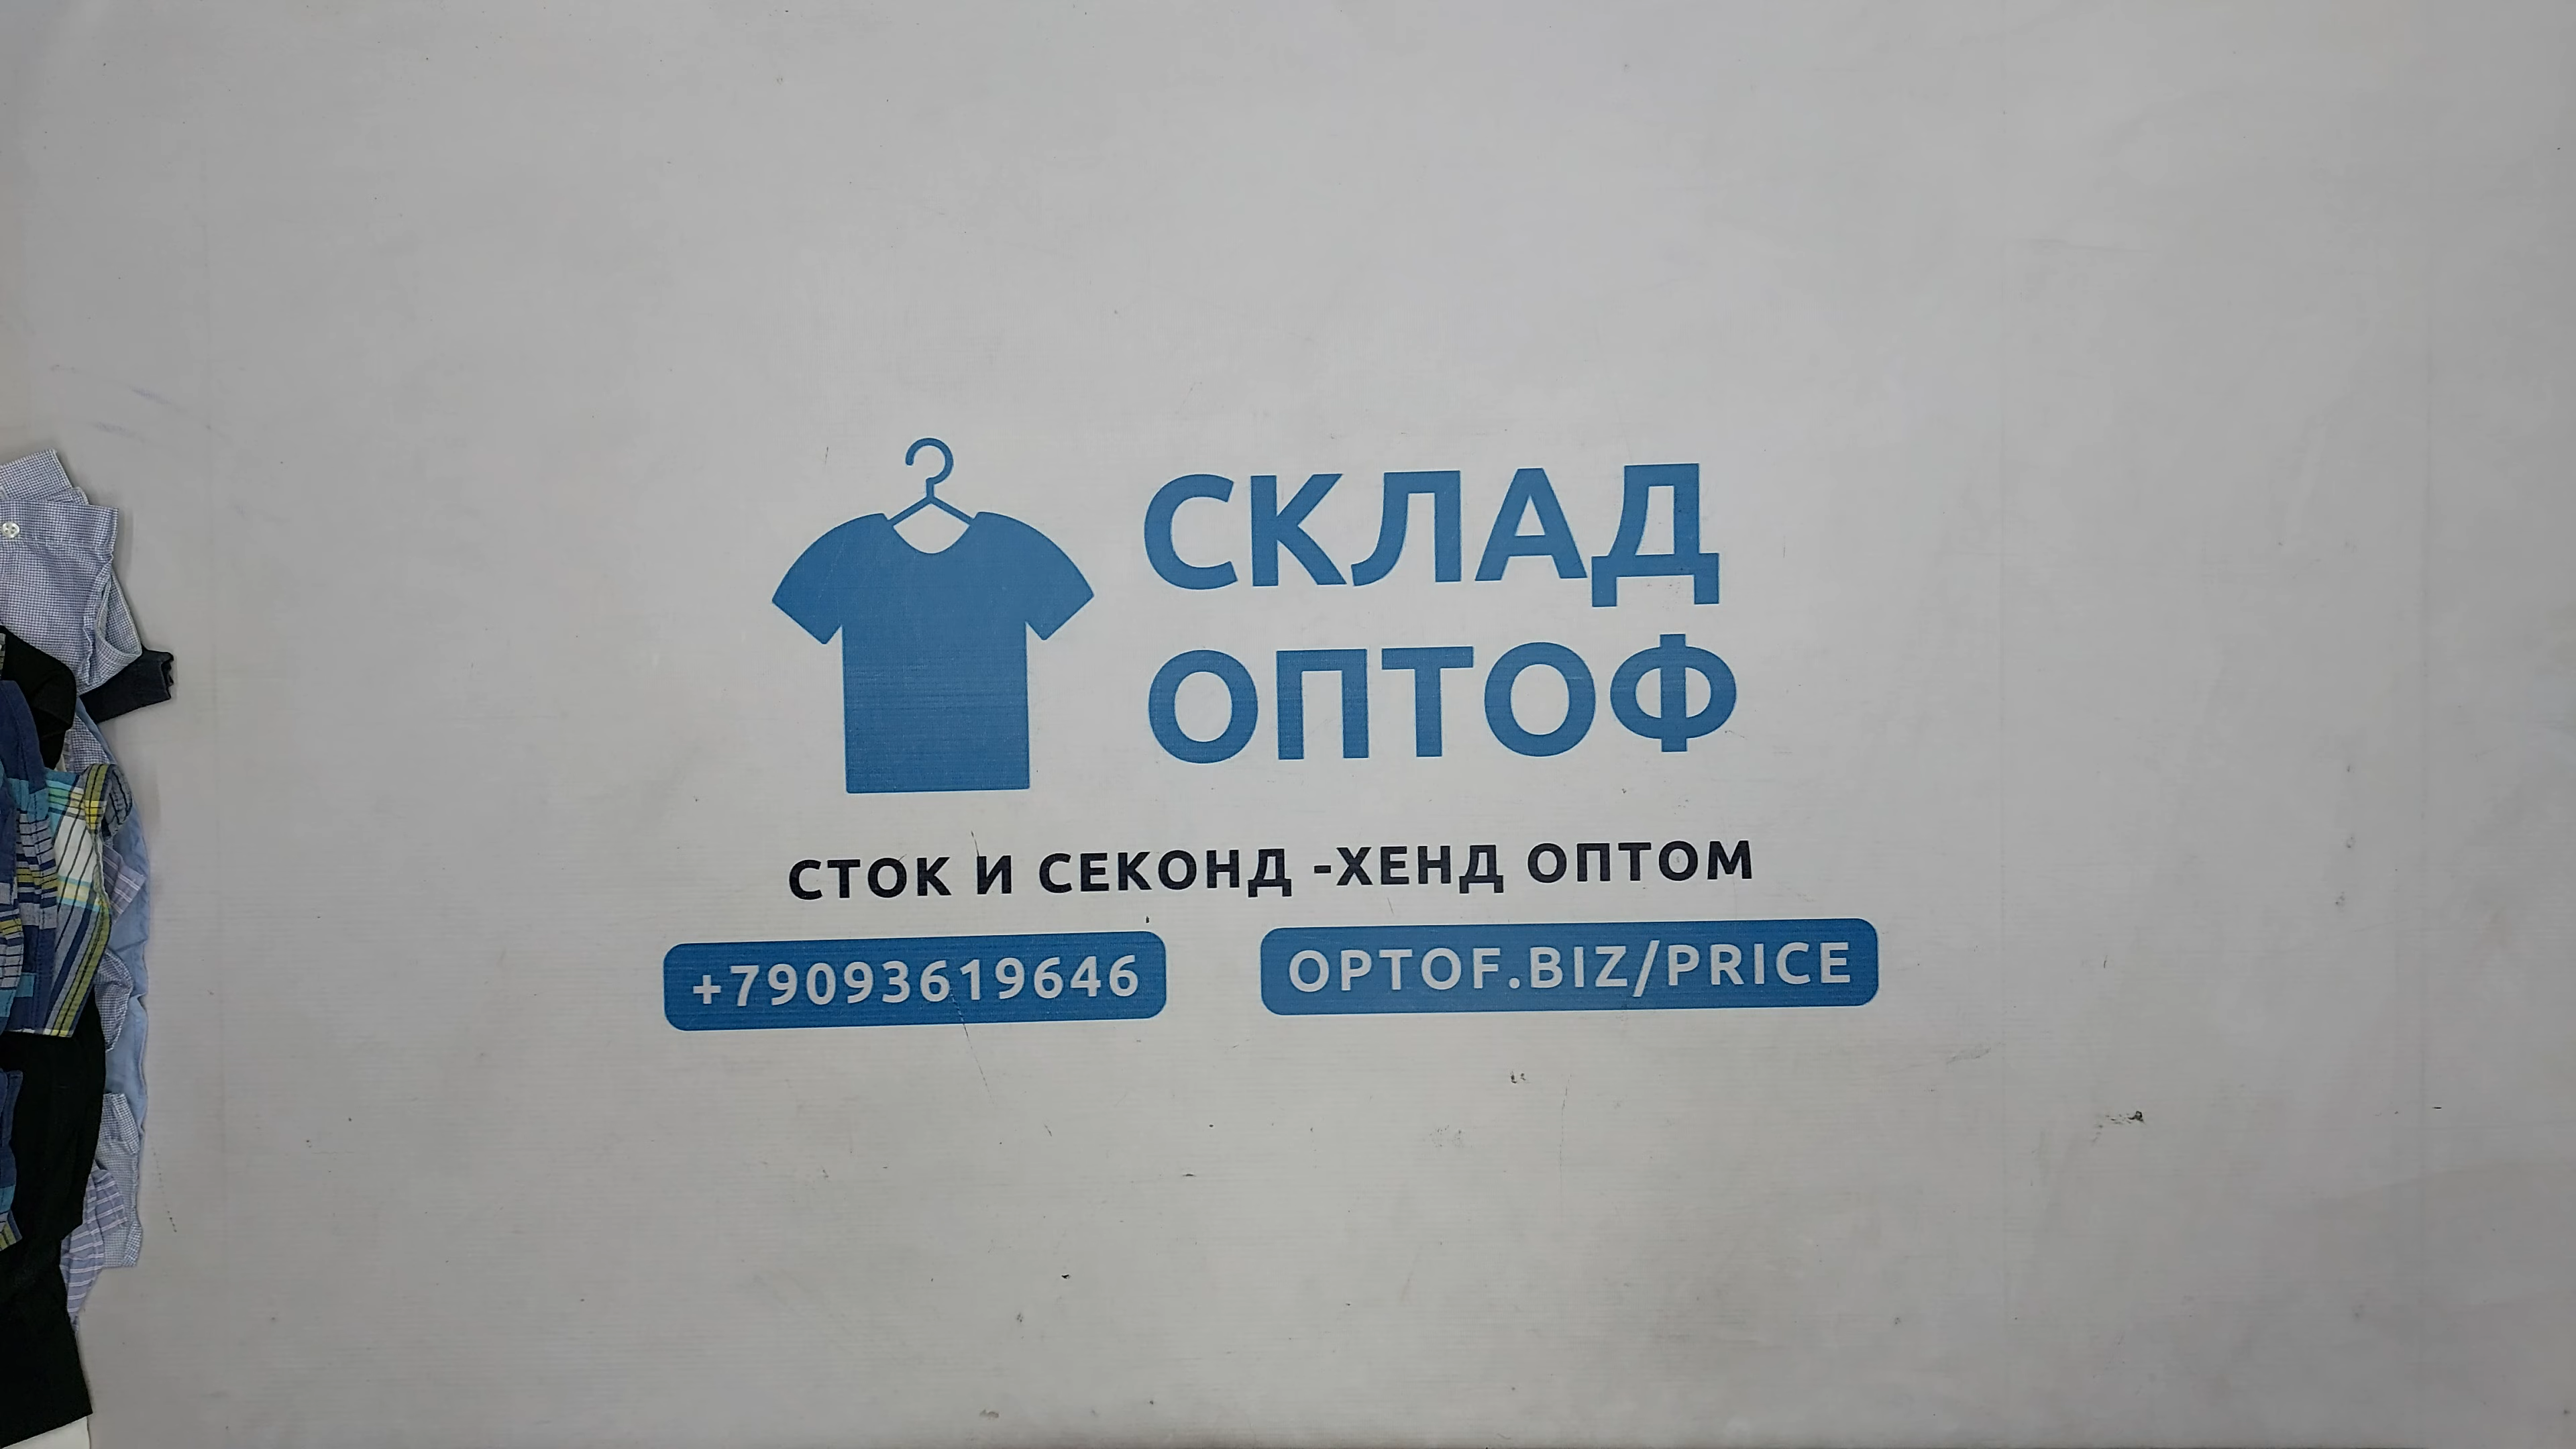 СКЛАД
ОПТОФ
СТОК И СЕКОНД -ХЕНД ОПТОМ
+79093619646
OPTOF.BIZ/PRICE